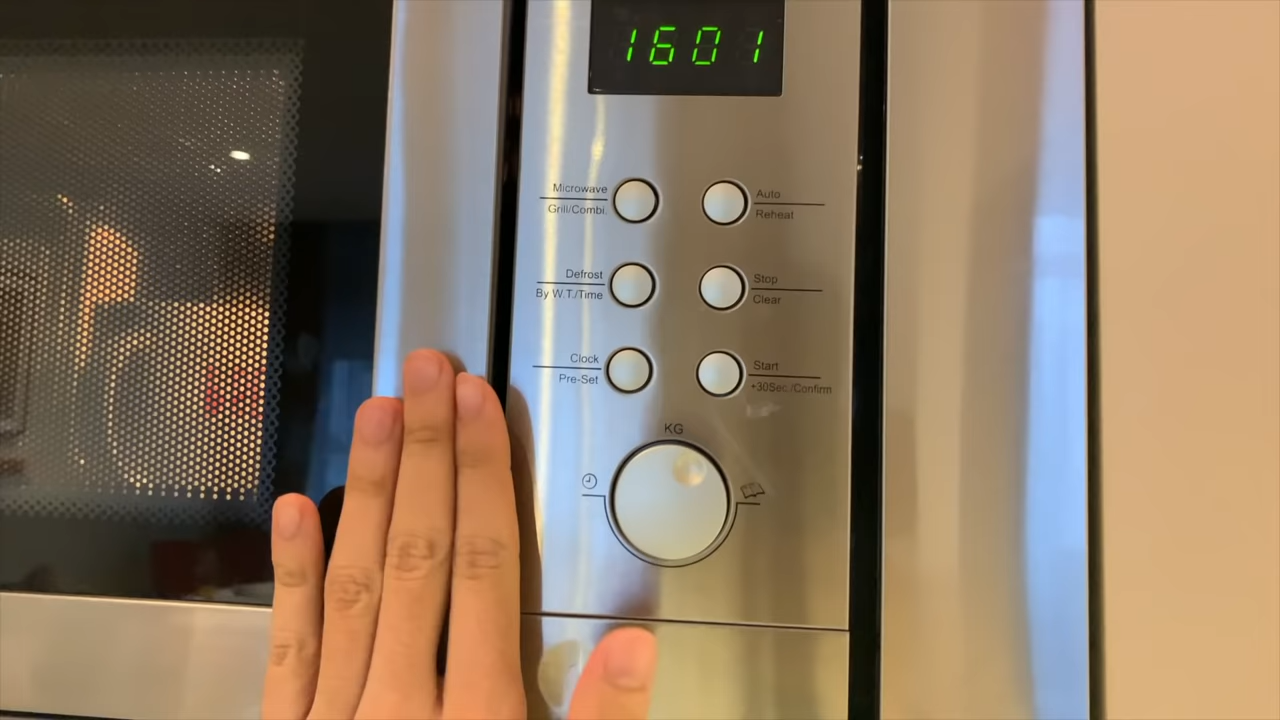 1601
Microwave
Grill/Combi.
Auto
Reheat
Defrost
By W.T./Time
Stop
Clear
Clock
Pre-Set
Start
+30Sec./Confirm
KG